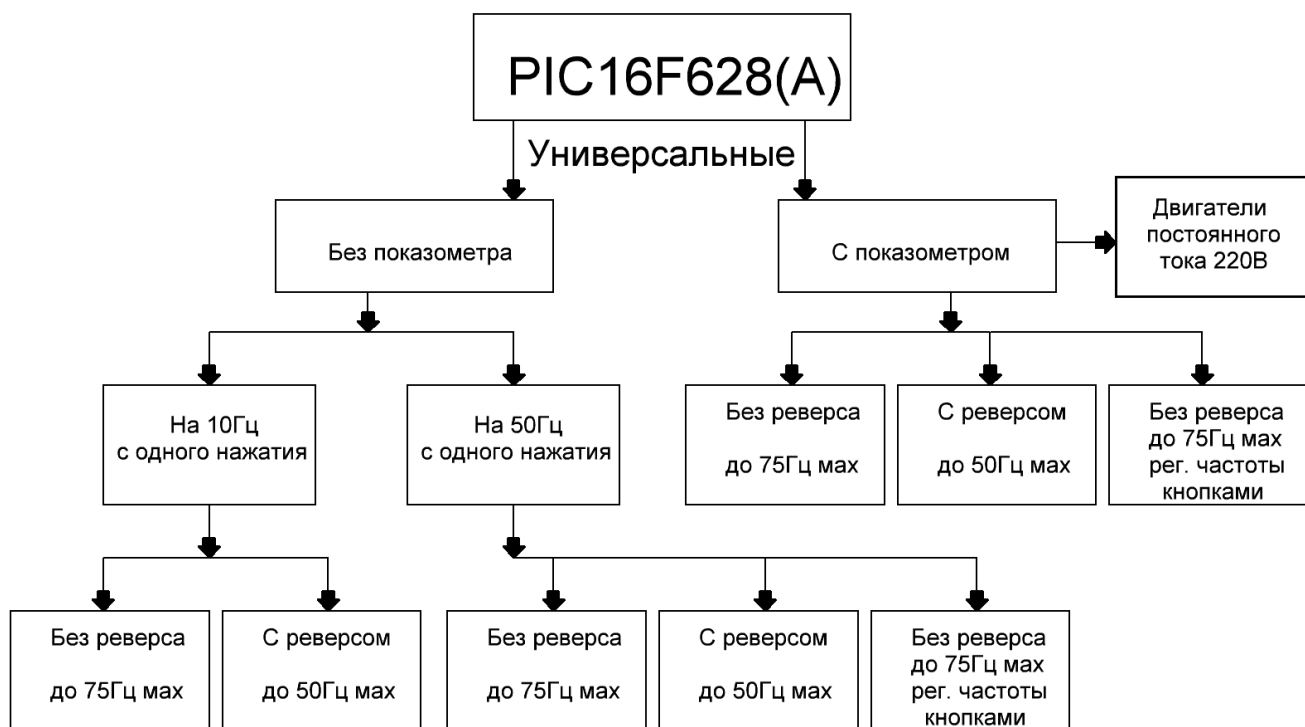 PIC16F628(A)
Универсальные
Без показометра
С показометром
Двигатели
постоянного
тока 220В
На 10Гц
с одного нажатия
На 50Гц
с одного нажатия
Без реверса
до 75Гц мах
С реверсом
до 50Гц мах
Без реверса
до 75Гц мах
рег. частоты
кнопками
Без реверса
до 75Гц мах
С реверсом
до 50Гц мах
Без реверса
до 75Гц мах
С реверсом
до 50Гц мах
Без реверса
до 75Гц мах
рег. частоты
кнопками